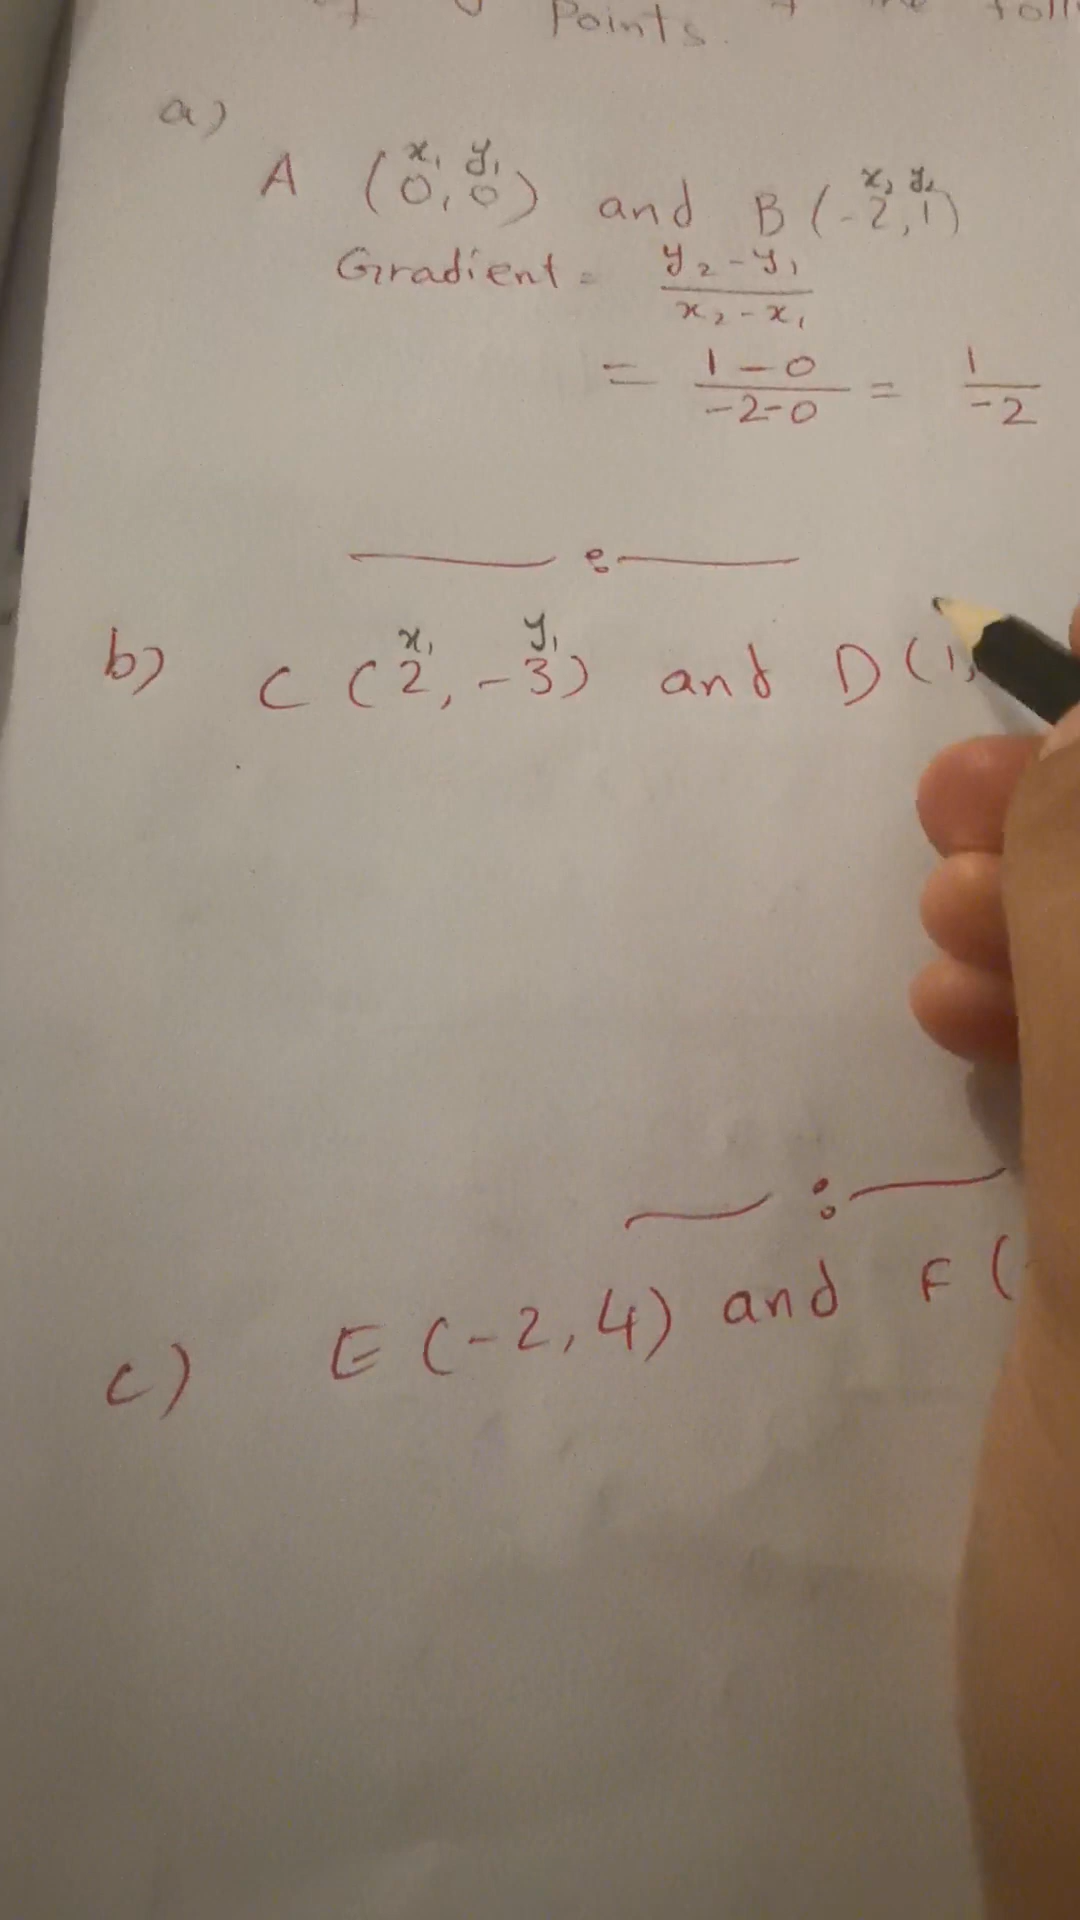 Points.
a)
x₁ y₁ x₂ y₂
A (0,0) and B (-2,1)
Gradient = y₂-y₁ / x₂-x₁
= 1-0 / -2-0 = 1 / -2
x₁ y₁
b) C (2,-3) and D (1,
c) E (-2,4) and F (